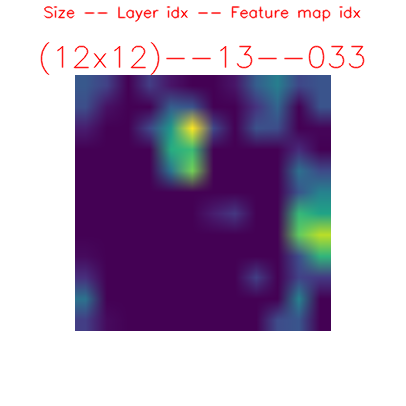 Size -- Layer idx -- Feature map idx
(12x12)--13--033